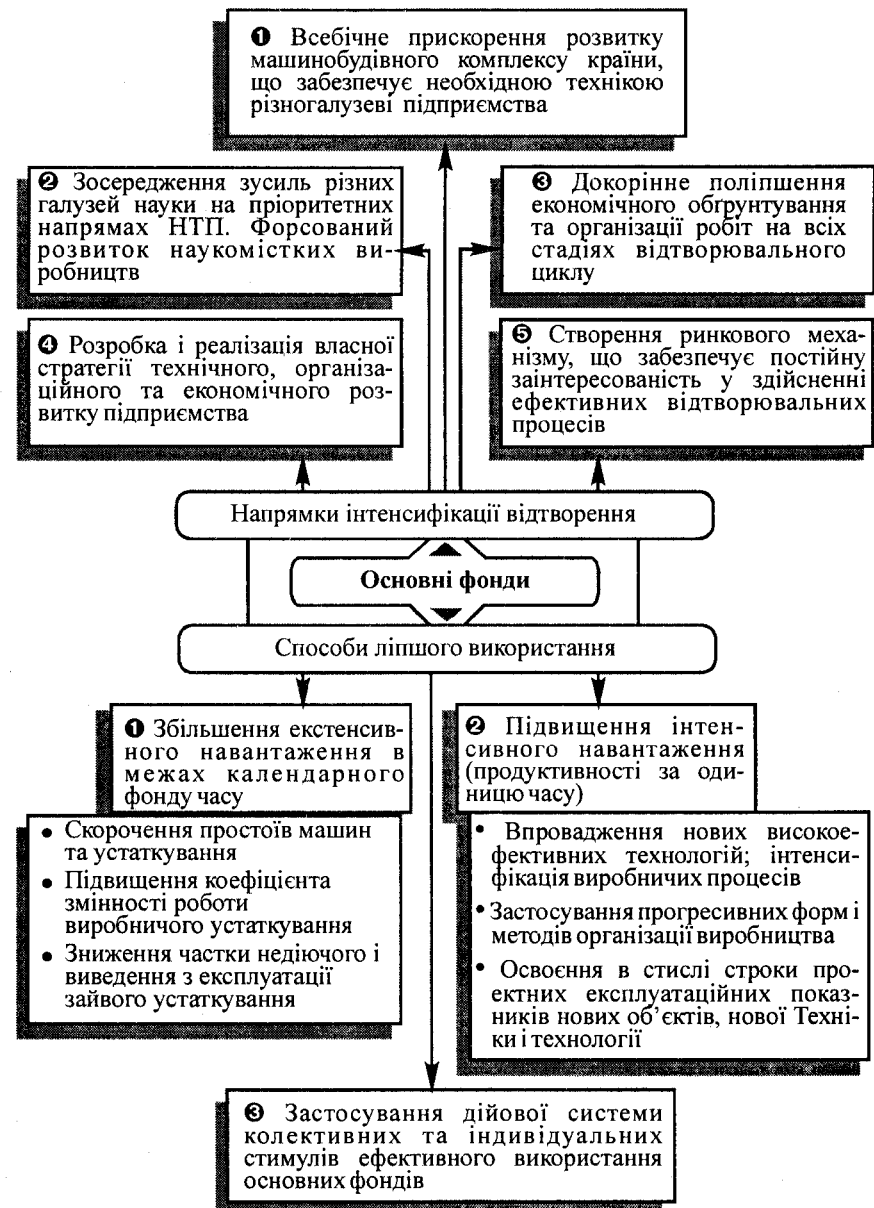 ❶ Всебічне прискорення розвитку
машинобудівного комплексу країни,
що забезпечує необхідною технікою
різногалузеві підприємства
❷ Зосередження зусиль різних
галузей науки на пріоритетних
напрямах НТП. Форсований
розвиток наукомістких ви-
робництв
❸ Докорінне поліпшення
економічного обґрунтування
та організації робіт на всіх
стадіях відтворювального
циклу
❹ Розробка і реалізація власної
стратегії технічного, організа-
ційного та економічного роз-
витку підприємства
❺ Створення ринкового меха-
нізму, що забезпечує постійну
заінтересованість у здійсненні
ефективних відтворювальних
процесів
Напрямки інтенсифікації відтворення
Основні фонди
Способи ліпшого використання
❶ Збільшення екстенсив-
ного навантаження в
межах календарного
фонду часу
• Скорочення простоїв машин
та устаткування
• Підвищення коефіцієнта
змінності роботи
виробничого устаткування
• Зниження частки недіючого і
виведення з експлуатації
зайвого устаткування
❷ Підвищення інтен-
сивного навантаження
(продуктивності за оди-
ницю часу)
• Впровадження нових високое-
фективних технологій; інтенси-
фікація виробничих процесів
• Застосування прогресивних форм і
методів організації виробництва
• Освоєння в стислі строки про-
ектних експлуатаційних показ-
ників нових об’єктів, нової Техні-
ки і технології
❸ Застосування дійової системи
колективних та індивідуальних
стимулів ефективного використання
основних фондів